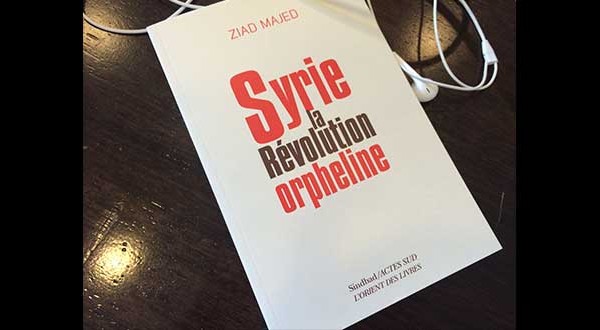 ZIAD MAJED
Syrie
la
Révolution
orpheline
Sindbad/ACTES SUD
L'ORIENT DES LIVRES